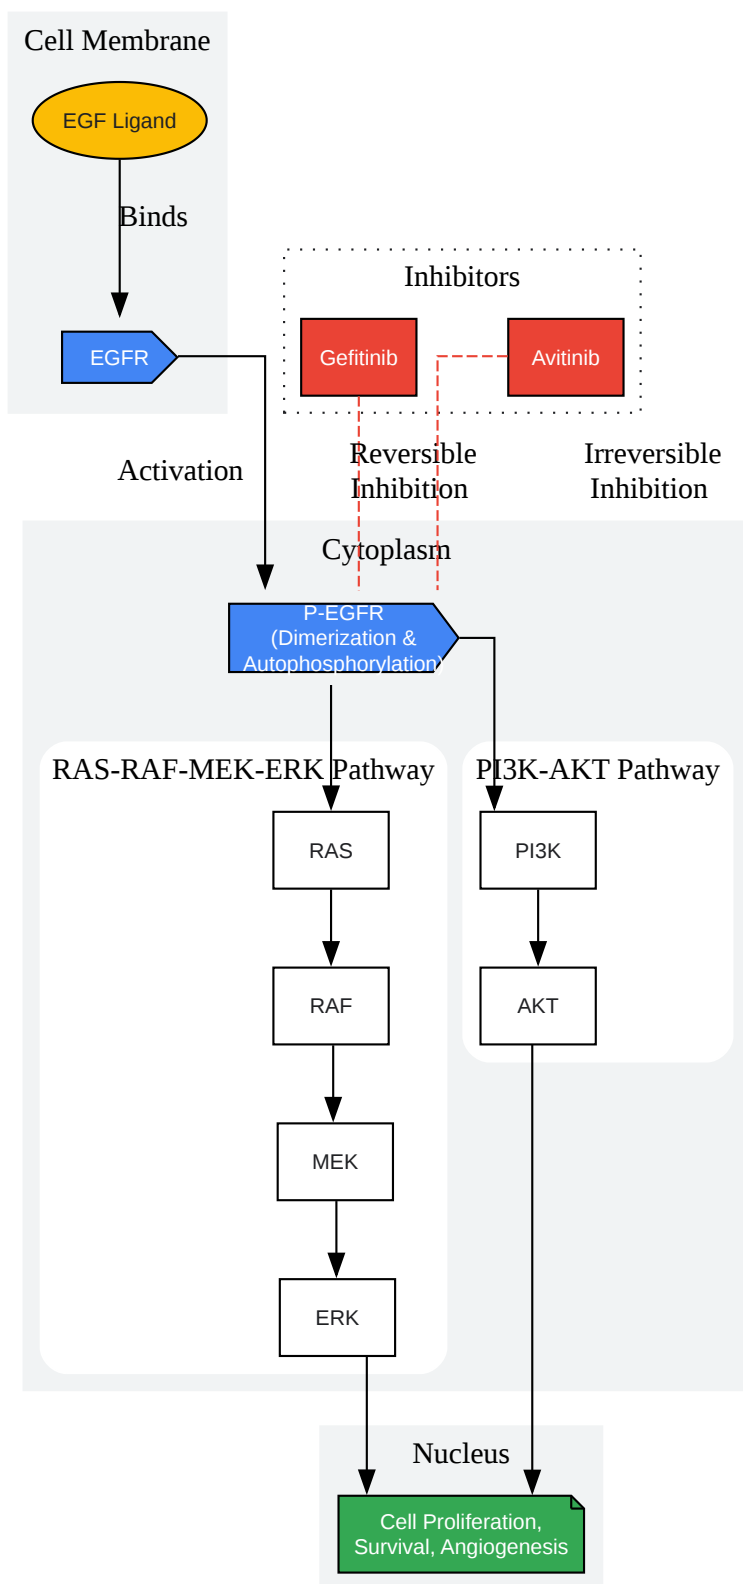 Cell Membrane
EGF Ligand
Binds
EGFR
Inhibitors
Gefitinib
Avitinib
Activation
Reversible
Inhibition
Irreversible
Inhibition
Cytoplasm
P-EGFR
(Dimerization &
Autophosphorylation)
RAS-RAF-MEK-ERK Pathway
PI3K-AKT Pathway
RAS
PI3K
RAF
AKT
MEK
ERK
Nucleus
Cell Proliferation,
Survival, Angiogenesis